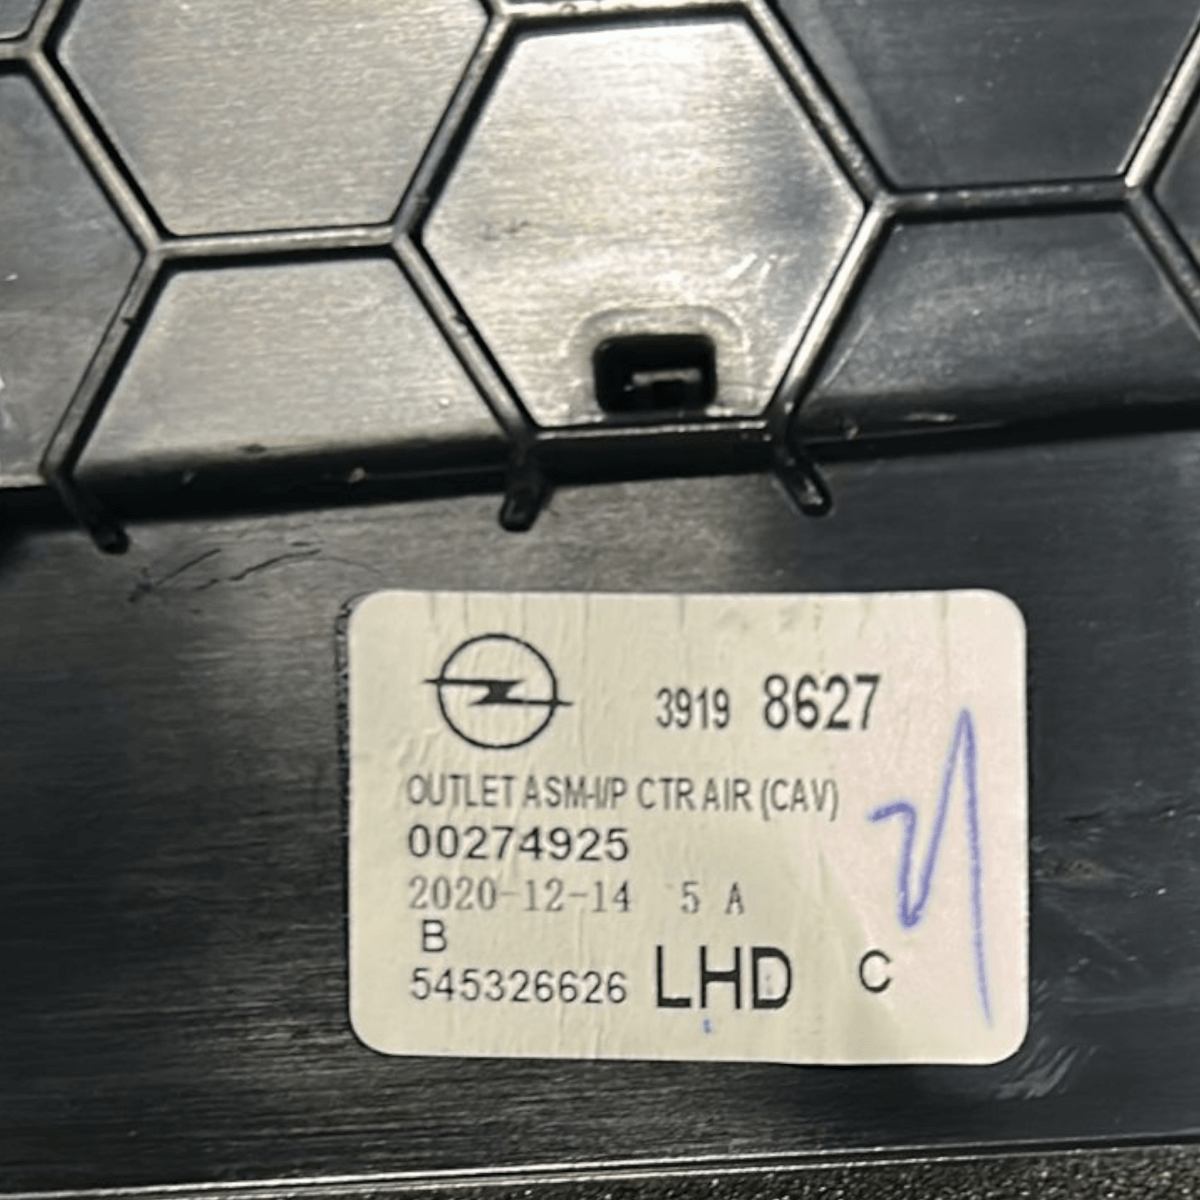 3919 8627
OUTLET ASM-I/P CTR AIR (CAV)
00274925
2020-12-14 5 A
B
545326626 LHD C